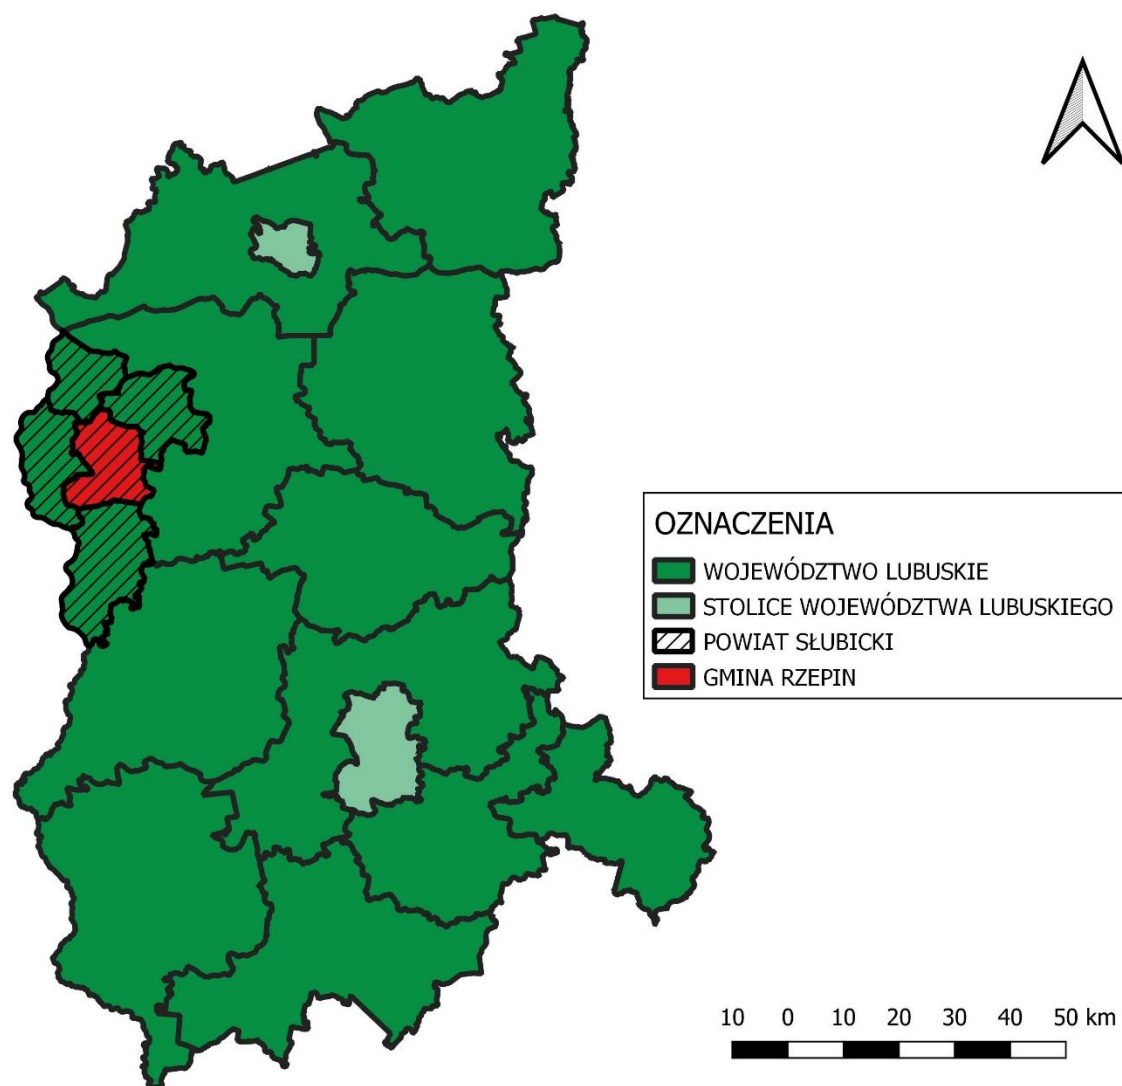 OZNACZENIA
WOJEWÓDZTWO LUBUSKIE
STOLICE WOJEWÓDZTWA LUBUSKIEGO
POWIAT SŁUBICKI
GMINA RZEPIN
10 0 10 20 30 40 50 km